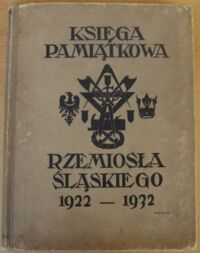 KSIĘGA
PAMIĄTKOWA
RZEMIOSŁA
ŚLĄSKIEGO
1922 — 1932